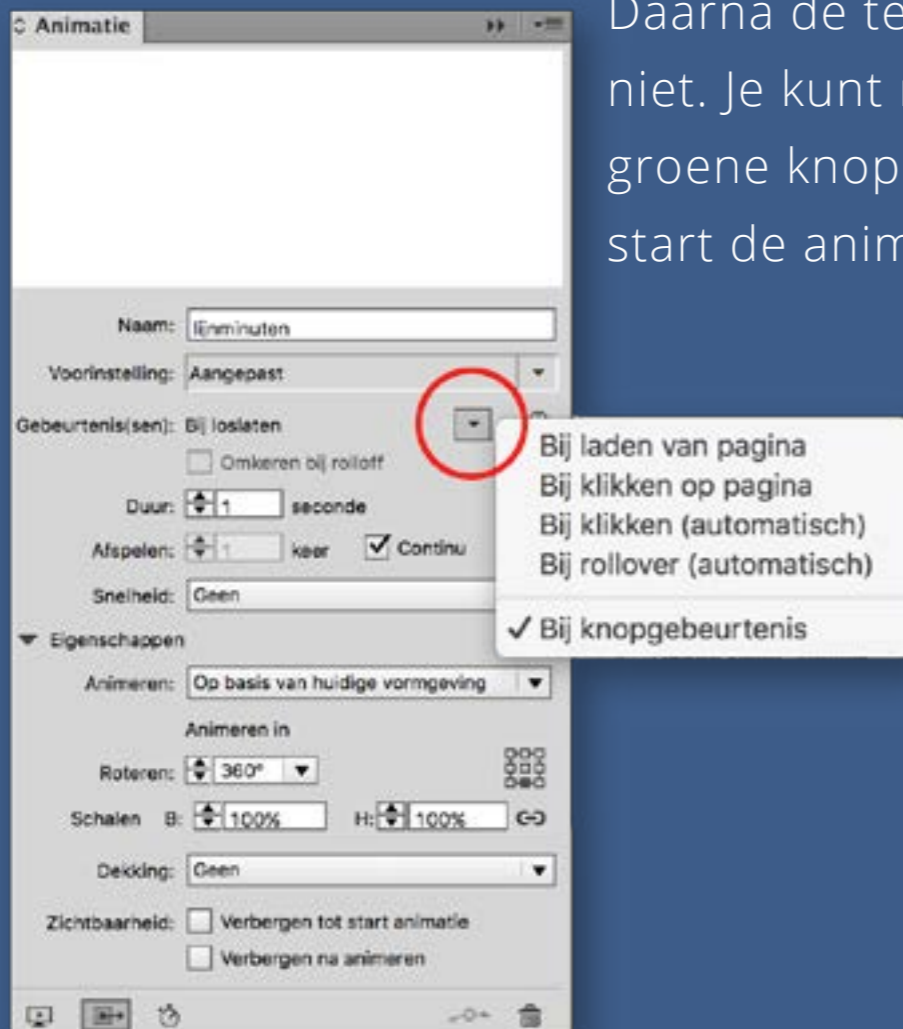 Animatie
Daarna de te
niet. Je kunt
groene knop
start de anim
Naam: lijnminuten
Voorinstelling: Aangepast
Gebeurtenis(sen): Bij loslaten
Omkeren bij rolloff
Duur: 1 seconde
Afspelen: 1 keer Continu
Snelheid: Geen
Eigenschappen
Animeren: Op basis van huidige vormgeving
Animeren in
Roteren: 360°
Schalen B: 100% H: 100%
Dekking: Geen
Zichtbaarheid: Verbergen tot start animatie
Verbergen na animeren
Bij laden van pagina
Bij klikken op pagina
Bij klikken (automatisch)
Bij rollover (automatisch)
Bij knopgebeurtenis